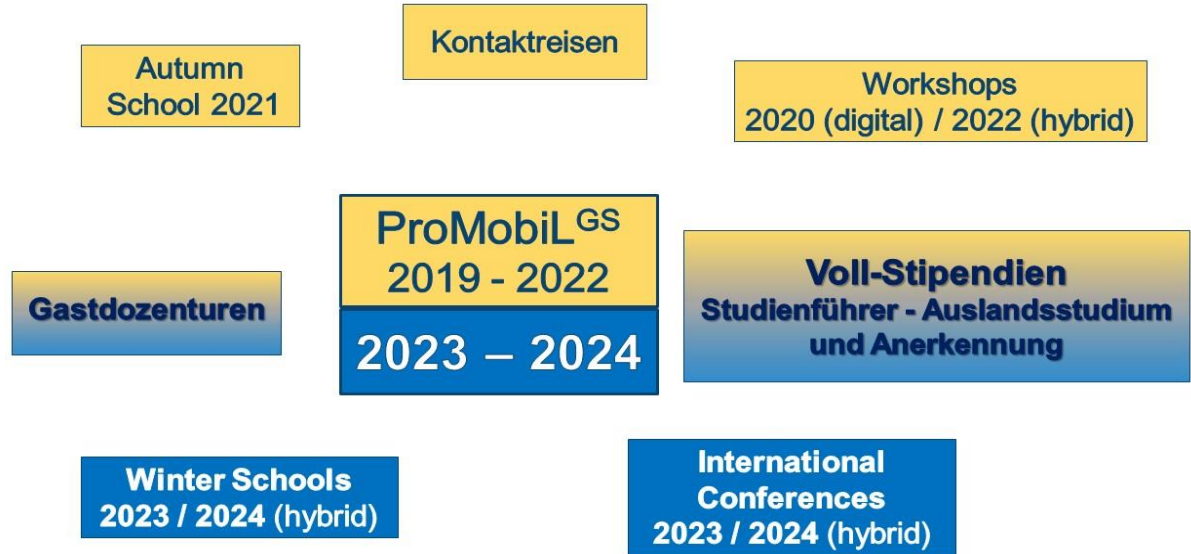 Kontaktreisen
Autumn
School 2021
Workshops
2020 (digital) / 2022 (hybrid)
ProMobiLGS
2019 - 2022
2023 – 2024
Gastdozenturen
Voll-Stipendien
Studienführer - Auslandsstudium
und Anerkennung
Winter Schools
2023 / 2024 (hybrid)
International
Conferences
2023 / 2024 (hybrid)